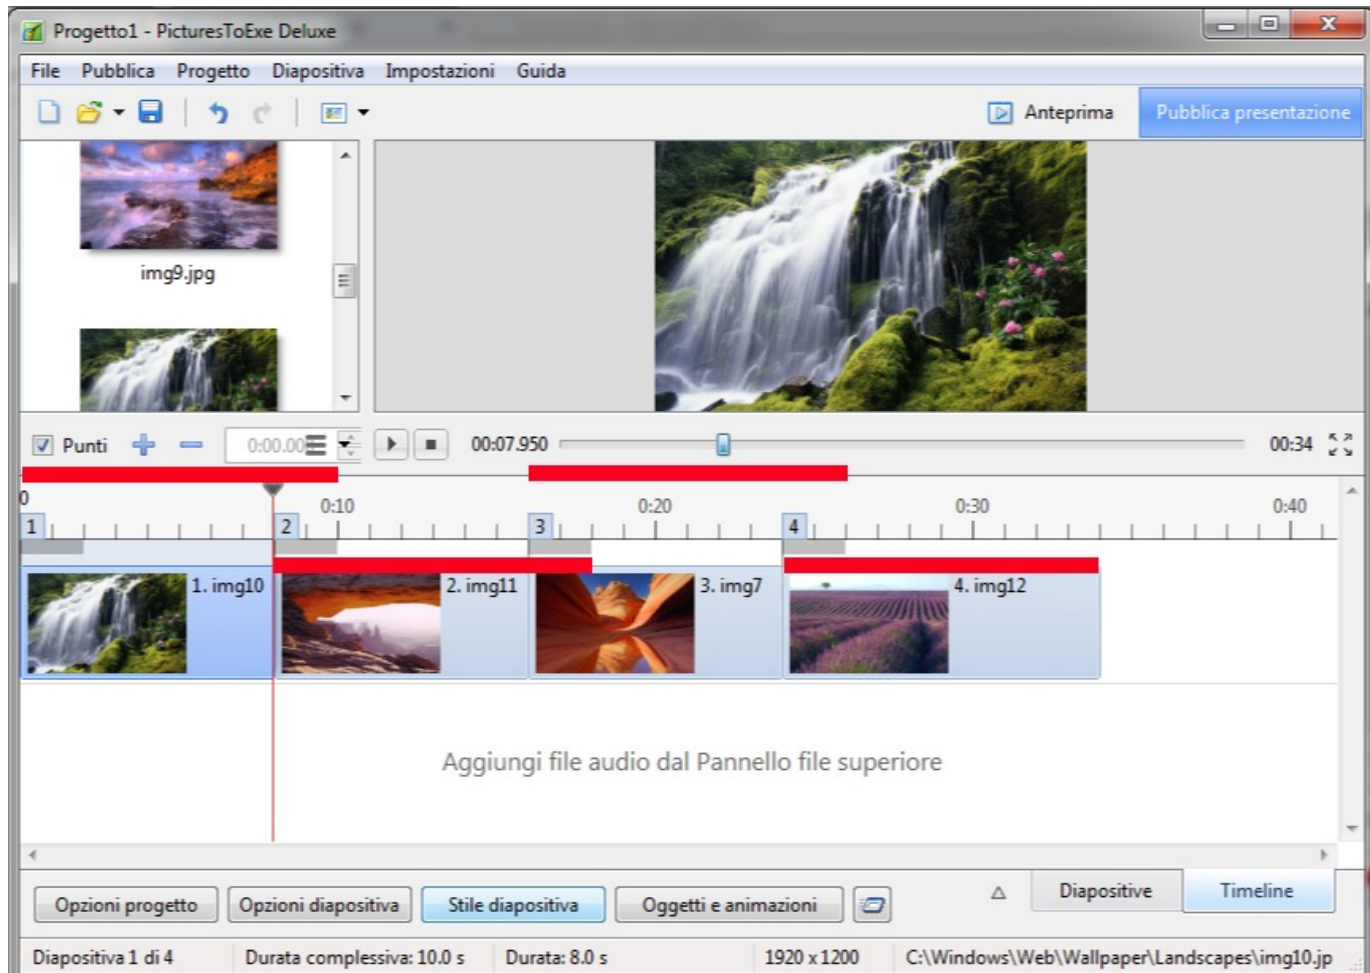 Progetto1 - PicturesToExe Deluxe
File Pubblica Progetto Diapositiva Impostazioni Guida
Anteprima Pubblica presentazione
img9.jpg
Punti 0:00.00 00:07.950 00:34
0 0:10 0:20 0:30 0:40
1 2 3 4
1. img10 2. img11 3. img7 4. img12
Aggiungi file audio dal Pannello file superiore
Opzioni progetto Opzioni diapositiva Stile diapositiva Oggetti e animazioni Diapositive Timeline
Diapositiva 1 di 4 Durata complessiva: 10.0 s Durata: 8.0 s 1920 x 1200 C:\Windows\Web\Wallpaper\Landscapes\img10.jp